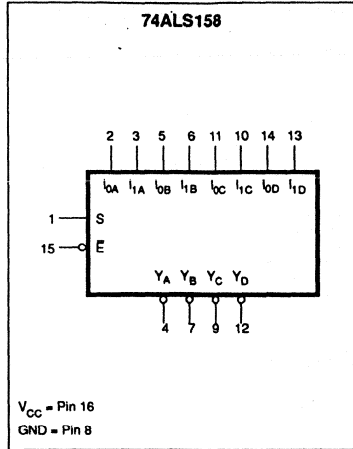 74ALS158
2 3 5 6 11 10 14 13
I0A I1A I0B I1B I0C I1C I0D I1D
1 S
15 E̅
YA YB YC YD
4 7 9 12
VCC = Pin 16
GND = Pin 8